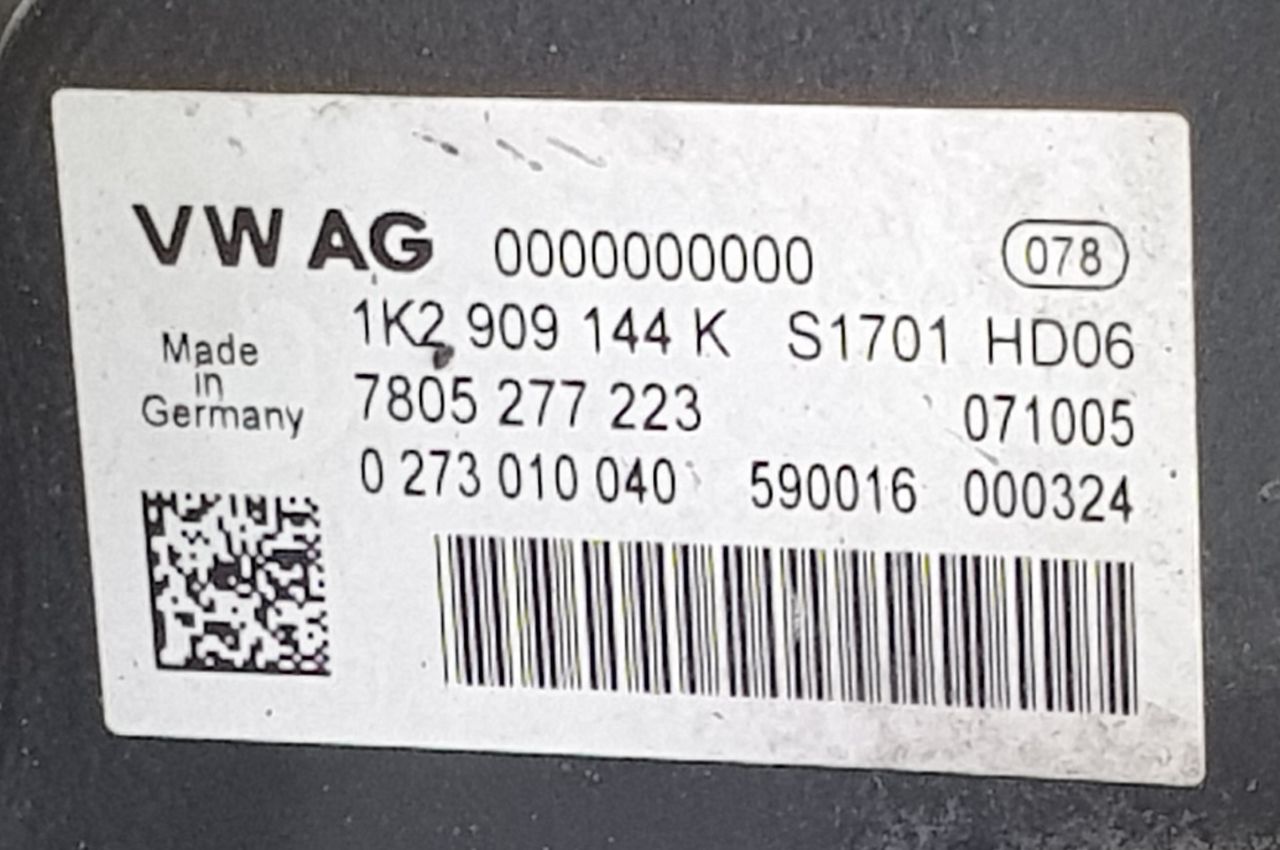 VW AG 0000000000 078
1K2 909 144 K S1701 HD06
Made
in
Germany
7805 277 223 071005
0 273 010 040 590016 000324